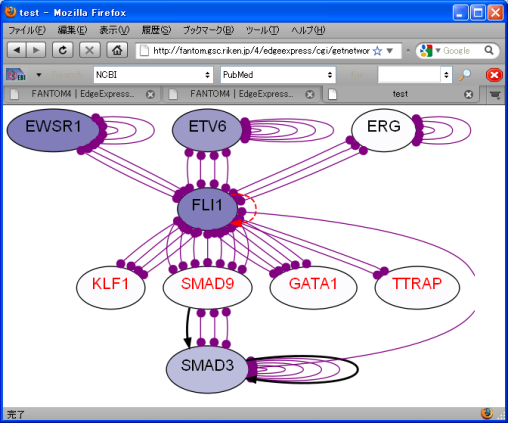 test - Mozilla Firefox
ファイル(F) 編集(E) 表示(V) 履歴(S) ブックマーク(B) ツール(T) ヘルプ(H)
http://fantom.gsc.riken.jp/4/edgeexpress/cgi/getnetwor Google
EBI NCBI PubMed
FANTOM4 | EdgeExpress... FANTOM4 | EdgeExpress... test
EWSR1 ETV6 ERG
FLI1
KLF1 SMAD9 GATA1 TTRAP
SMAD3
完了